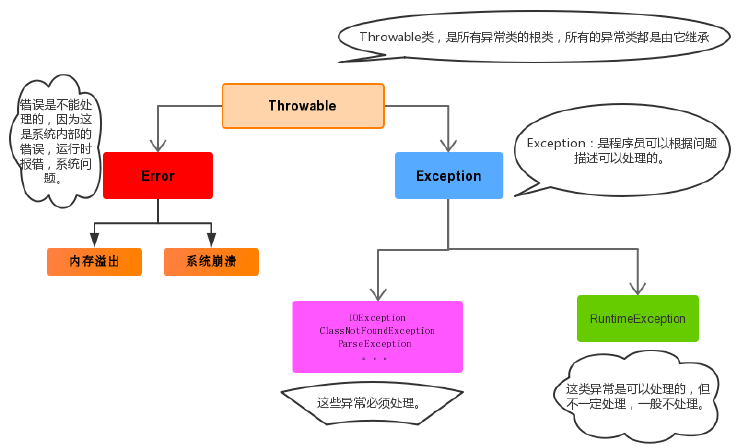 Throwable类，是所有异常类的根类，所有的异常类都是由它继承
Throwable
错误是不能处
理的，因为这
是系统内部的
错误，运行时
报错，系统问
题。
Error
Exception
Exception：是程序员可以根据问题
描述可以处理的。
内存溢出
系统崩溃
IOException
ClassNotFoundException
ParseException
。。。
RuntimeException
这些异常必须处理。
这类异常是可以处理的，但
不一定处理，一般不处理。